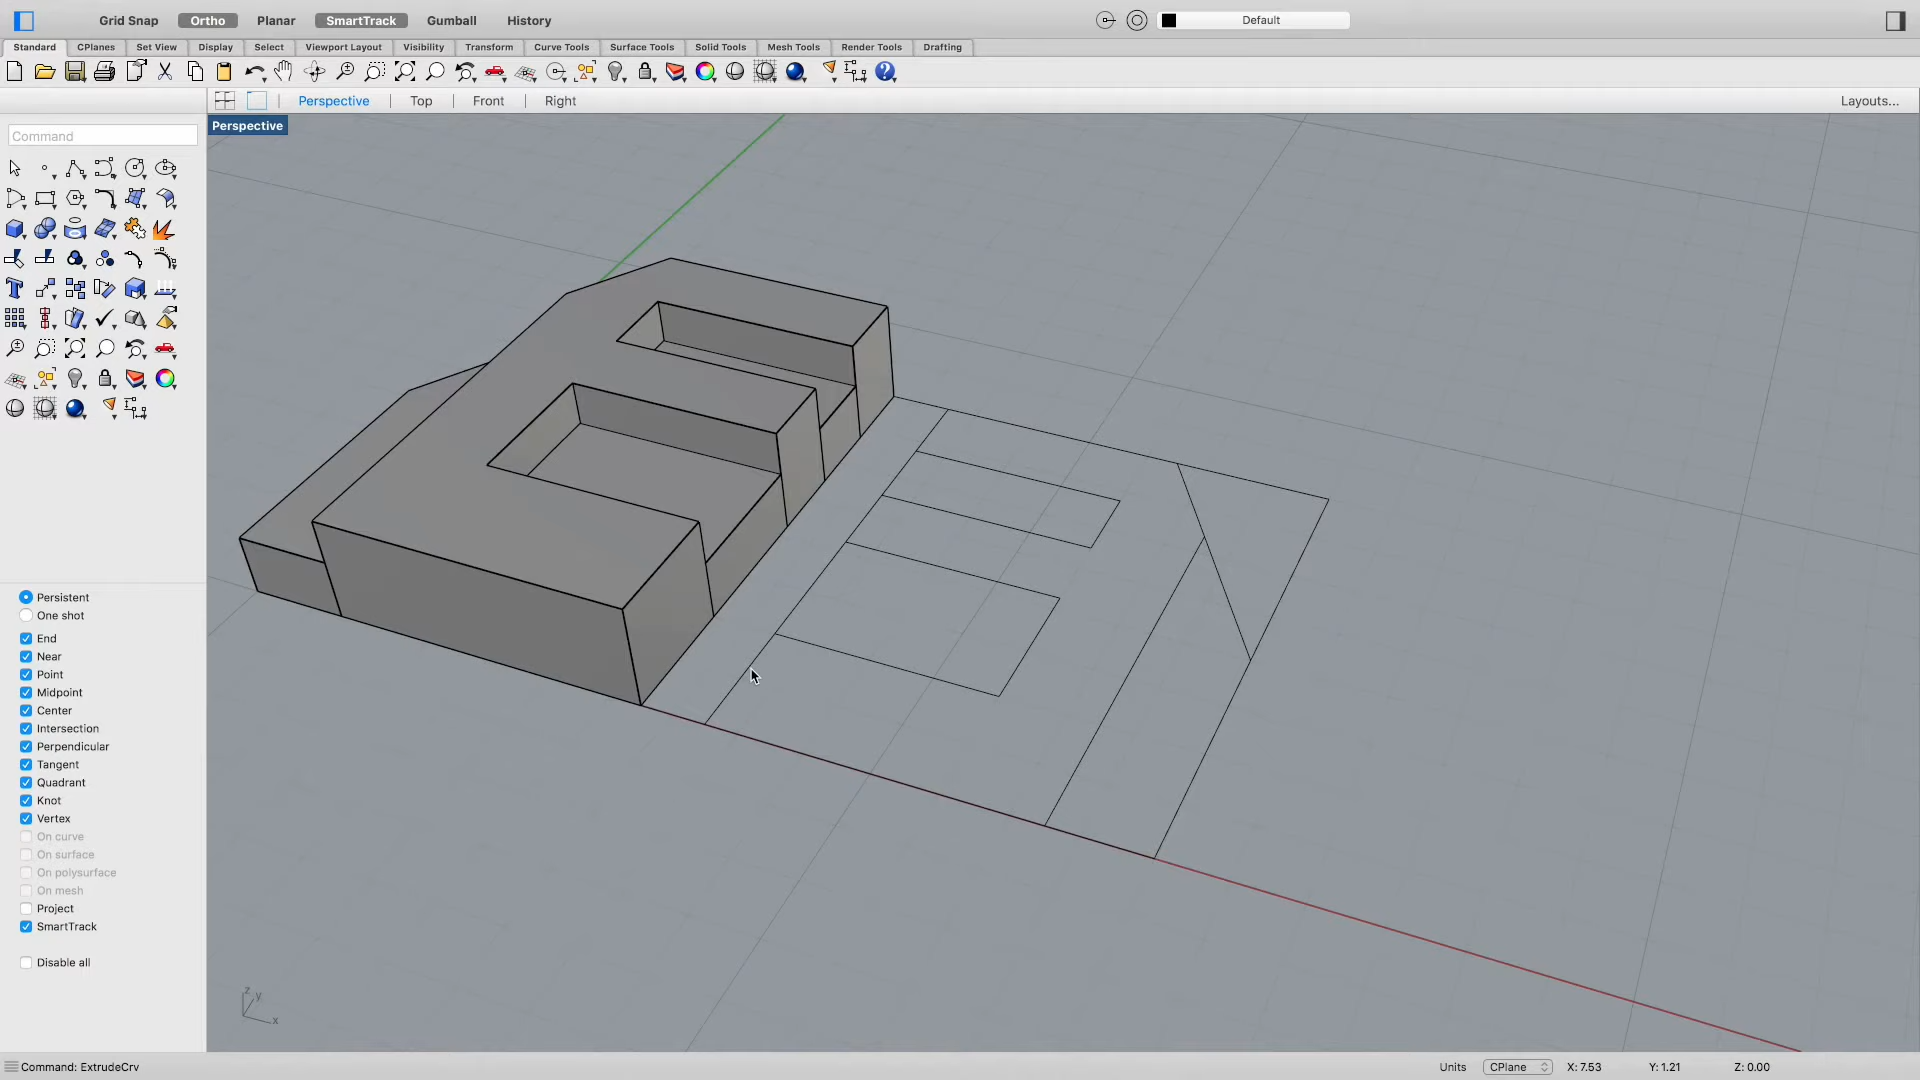 Grid Snap Ortho Planar SmartTrack Gumball History Default
Standard CPlanes Set View Display Select Viewport Layout Visibility Transform Curve Tools Surface Tools Solid Tools Mesh Tools Render Tools Drafting
Perspective Top Front Right Layouts...
Perspective
Command
Persistent
One shot
End
Near
Point
Midpoint
Center
Intersection
Perpendicular
Tangent
Quadrant
Knot
Vertex
On curve
On surface
On polysurface
On mesh
Project
SmartTrack
Disable all
z
y
x
Command: ExtrudeCrv Units CPlane X: 7.53 Y: 1.21 Z: 0.00